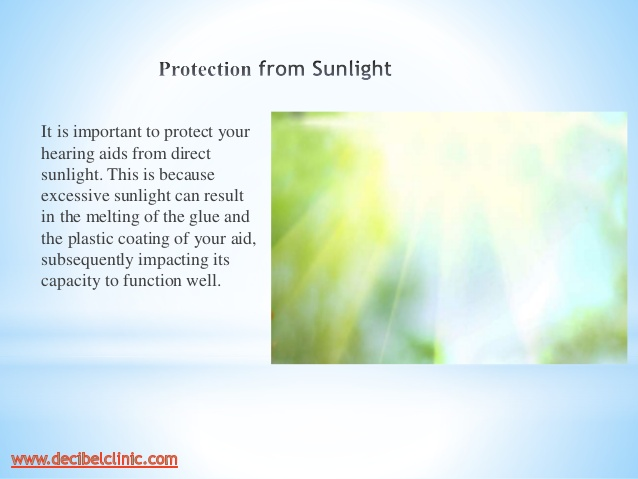 Protection from Sunlight
It is important to protect your
hearing aids from direct
sunlight. This is because
excessive sunlight can result
in the melting of the glue and
the plastic coating of your aid,
subsequently impacting its
capacity to function well.
www.decibelclinic.com